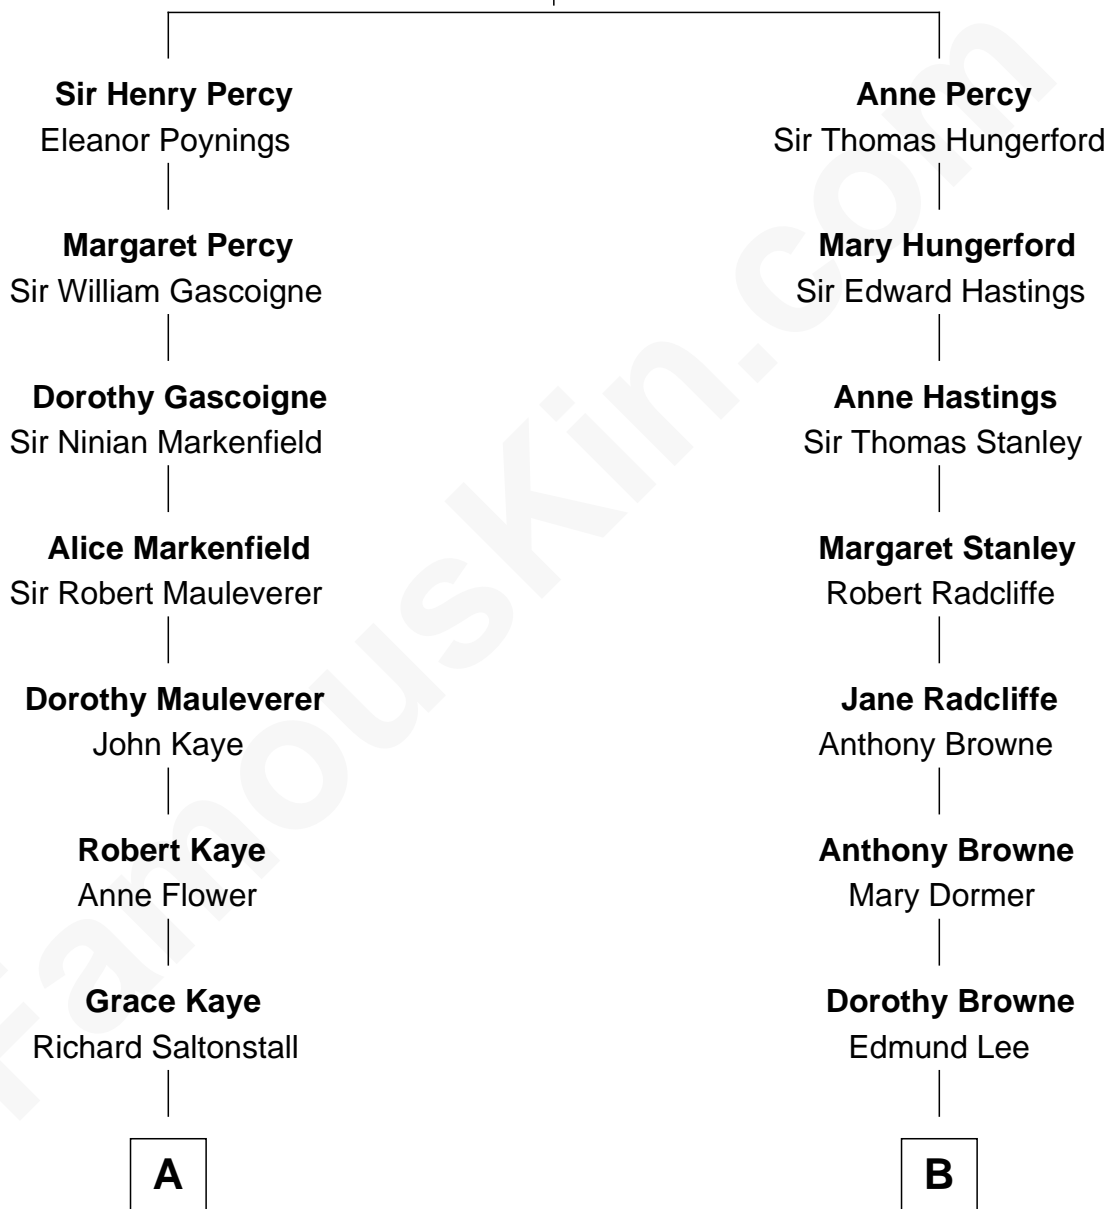 Sir Henry Percy
Eleanor Poynings
Margaret Percy
Sir William Gascoigne
Dorothy Gascoigne
Sir Ninian Markenfield
Alice Markenfield
Sir Robert Mauleverer
Dorothy Mauleverer
John Kaye
Robert Kaye
Anne Flower
Grace Kaye
Richard Saltonstall
A
Anne Percy
Sir Thomas Hungerford
Mary Hungerford
Sir Edward Hastings
Anne Hastings
Sir Thomas Stanley
Margaret Stanley
Robert Radcliffe
Jane Radcliffe
Anthony Browne
Anthony Browne
Mary Dormer
Dorothy Browne
Edmund Lee
B
FamousKin.com